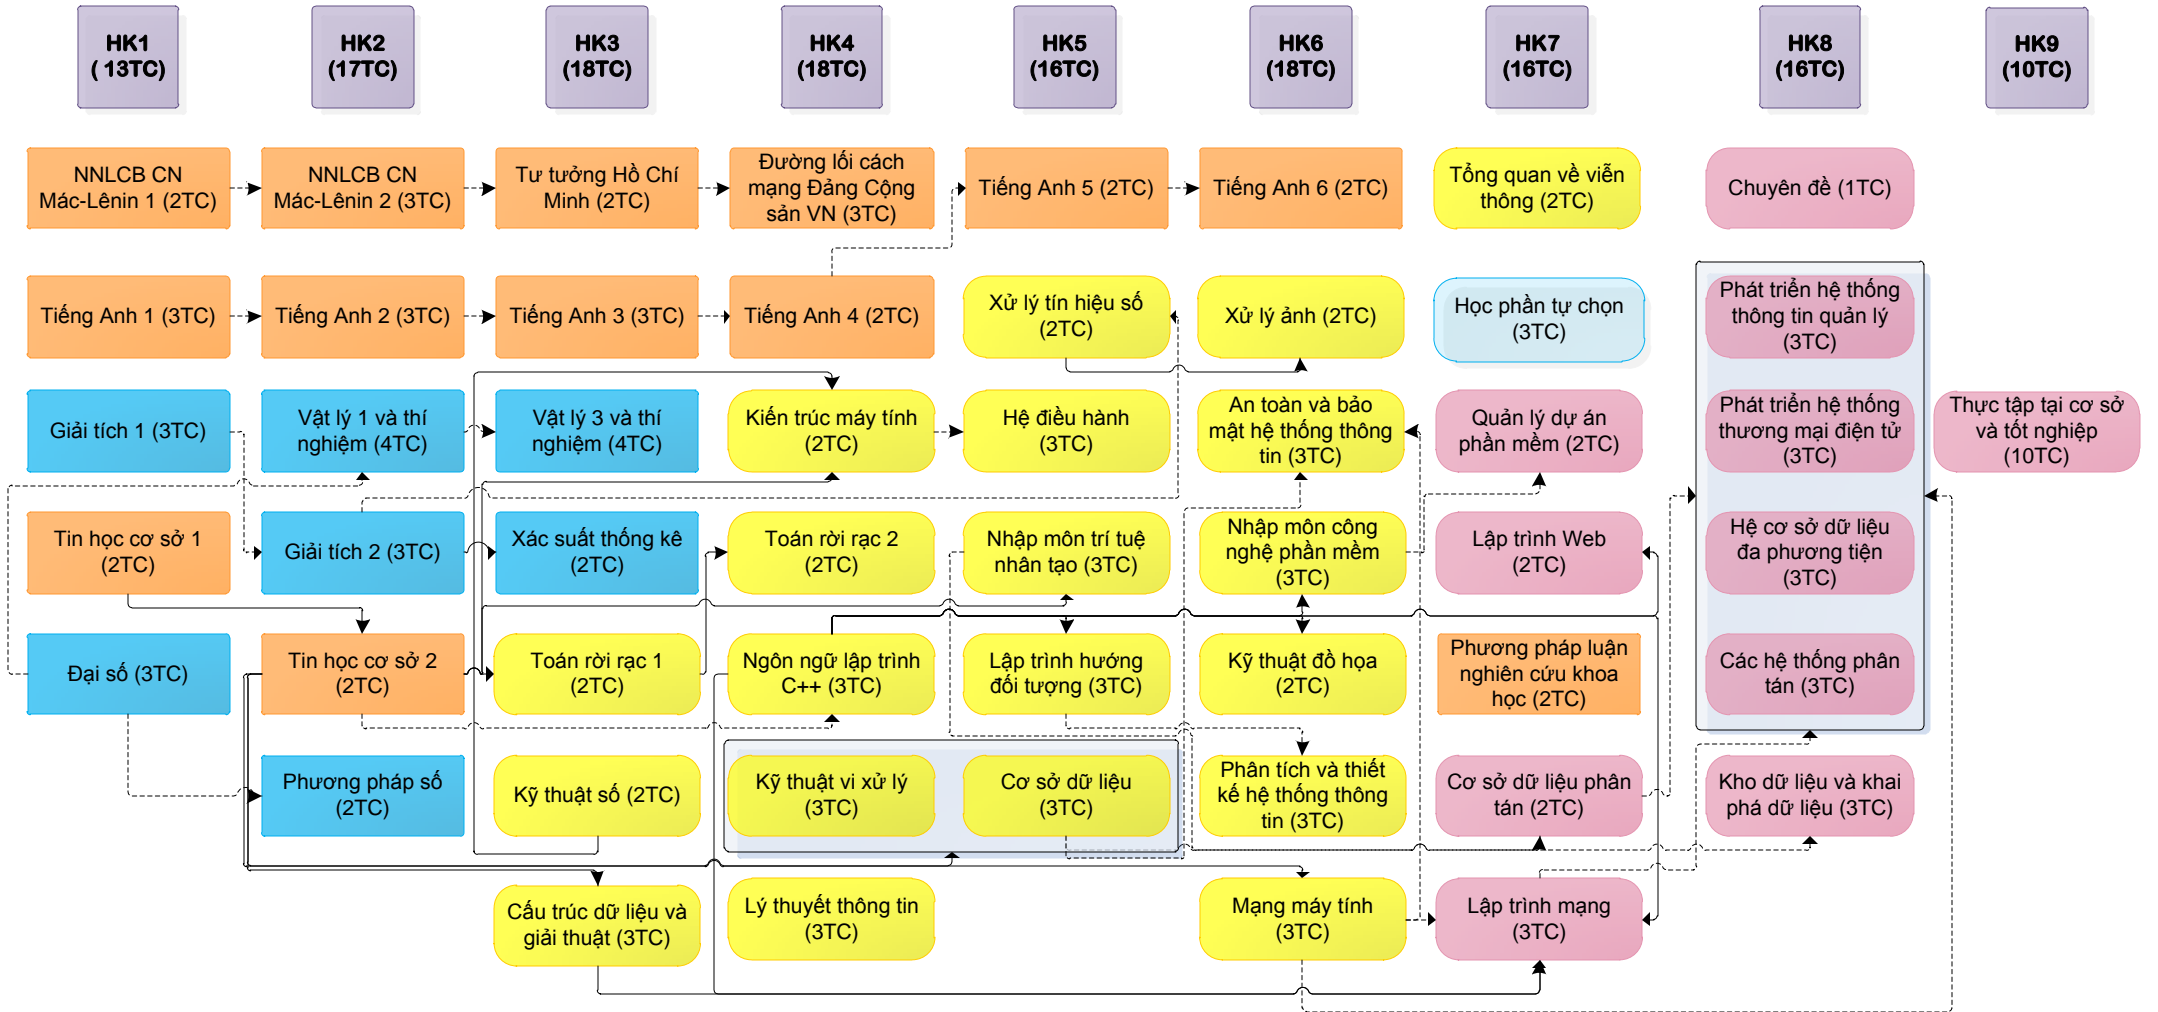 HK1
( 13TC)
HK2
(17TC)
HK3
(18TC)
HK4
(18TC)
HK5
(16TC)
HK6
(18TC)
HK7
(16TC)
HK8
(16TC)
HK9
(10TC)
NNLCB CN
Mác-Lênin 1 (2TC)
NNLCB CN
Mác-Lênin 2 (3TC)
Tư tưởng Hồ Chí
Minh (2TC)
Đường lối cách
mạng Đảng Cộng
sản VN (3TC)
Tiếng Anh 5 (2TC)
Tiếng Anh 6 (2TC)
Tổng quan về viễn
thông (2TC)
Chuyên đề (1TC)
Tiếng Anh 1 (3TC)
Tiếng Anh 2 (3TC)
Tiếng Anh 3 (3TC)
Tiếng Anh 4 (2TC)
Xử lý tín hiệu số
(2TC)
Xử lý ảnh (2TC)
Học phần tự chọn
(3TC)
Phát triển hệ thống
thông tin quản lý
(3TC)
Giải tích 1 (3TC)
Vật lý 1 và thí
nghiệm (4TC)
Vật lý 3 và thí
nghiệm (4TC)
Kiến trúc máy tính
(2TC)
Hệ điều hành
(3TC)
An toàn và bảo
mật hệ thống thông
tin (3TC)
Quản lý dự án
phần mềm (2TC)
Phát triển hệ thống
thương mại điện tử
(3TC)
Thực tập tại cơ sở
và tốt nghiệp
(10TC)
Tin học cơ sở 1
(2TC)
Giải tích 2 (3TC)
Xác suất thống kê
(2TC)
Toán rời rạc 2
(2TC)
Nhập môn trí tuệ
nhân tạo (3TC)
Nhập môn công
nghệ phần mềm
(3TC)
Lập trình Web
(2TC)
Hệ cơ sở dữ liệu
đa phương tiện
(3TC)
Đại số (3TC)
Tin học cơ sở 2
(2TC)
Toán rời rạc 1
(2TC)
Ngôn ngữ lập trình
C++ (3TC)
Lập trình hướng
đối tượng (3TC)
Kỹ thuật đồ họa
(2TC)
Phương pháp luận
nghiên cứu khoa
học (2TC)
Các hệ thống phân
tán (3TC)
Phương pháp số
(2TC)
Kỹ thuật số (2TC)
Kỹ thuật vi xử lý
(3TC)
Cơ sở dữ liệu
(3TC)
Phân tích và thiết
kế hệ thống thông
tin (3TC)
Cơ sở dữ liệu phân
tán (2TC)
Kho dữ liệu và khai
phá dữ liệu (3TC)
Cấu trúc dữ liệu và
giải thuật (3TC)
Lý thuyết thông tin
(3TC)
Mạng máy tính
(3TC)
Lập trình mạng
(3TC)